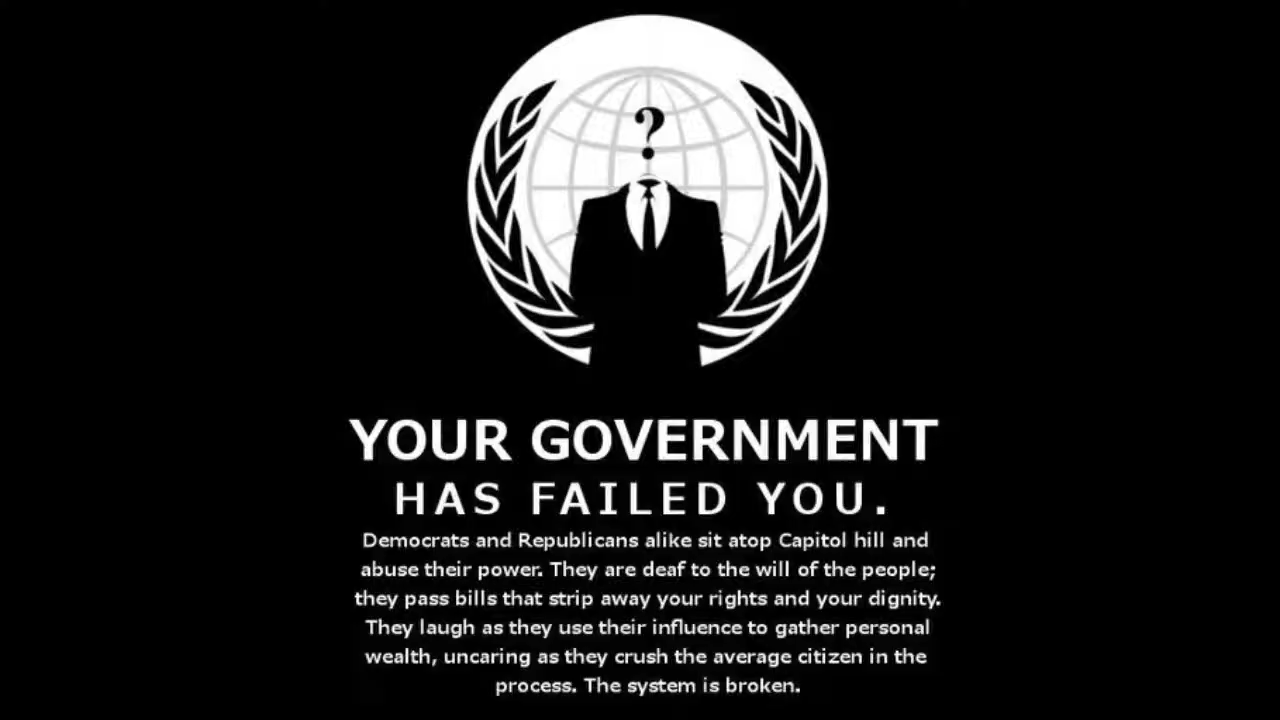 ?
YOUR GOVERNMENT
HAS FAILED YOU.
Democrats and Republicans alike sit atop Capitol hill and
abuse their power. They are deaf to the will of the people;
they pass bills that strip away your rights and your dignity.
They laugh as they use their influence to gather personal
wealth, uncaring as they crush the average citizen in the
process. The system is broken.